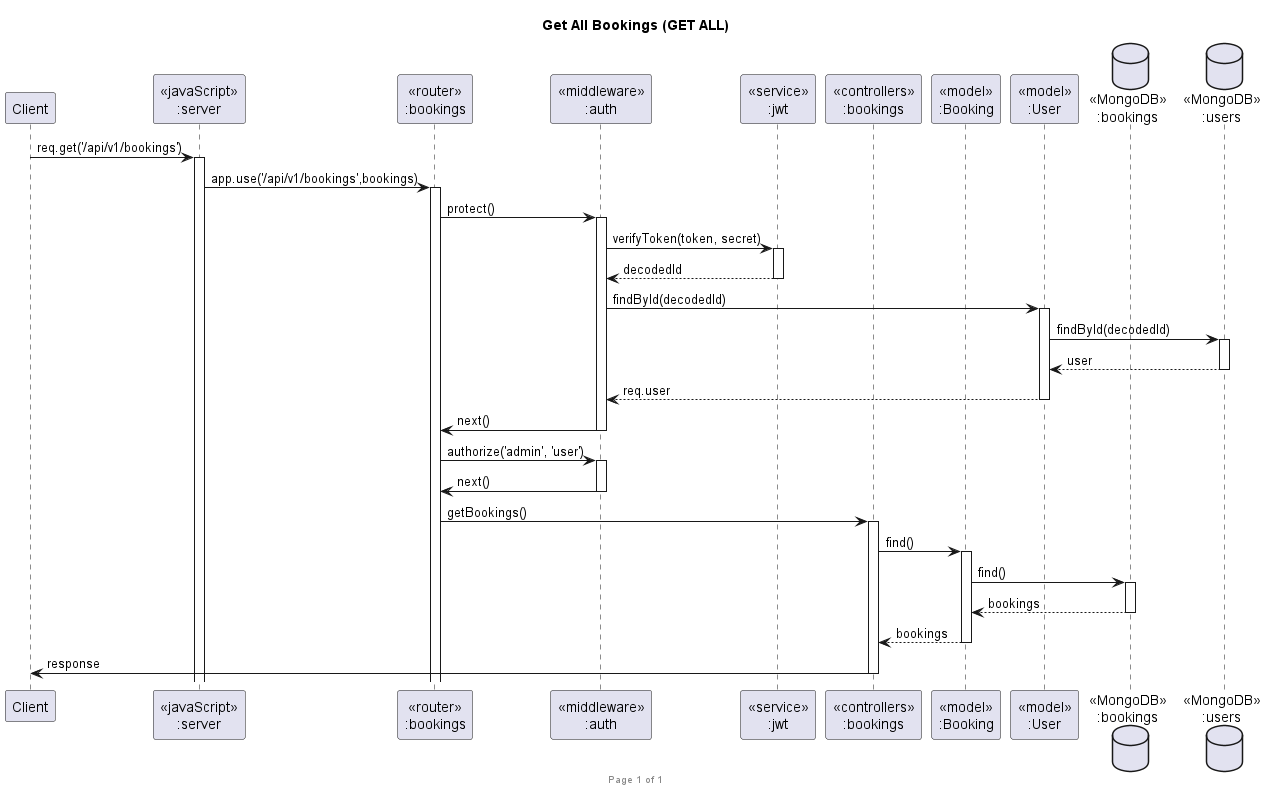 Get All Bookings (GET ALL)
Client
«javaScript»
:server
«router»
:bookings
«middleware»
:auth
«service»
:jwt
«controllers»
:bookings
«model»
:Booking
«model»
:User
«MongoDB»
:bookings
«MongoDB»
:users
req.get('/api/v1/bookings')
app.use('/api/v1/bookings',bookings)
protect()
verifyToken(token, secret)
decodedId
findById(decodedId)
findById(decodedId)
user
req.user
next()
authorize('admin', 'user')
next()
getBookings()
find()
find()
bookings
bookings
response
Client
«javaScript»
:server
«router»
:bookings
«middleware»
:auth
«service»
:jwt
«controllers»
:bookings
«model»
:Booking
«model»
:User
«MongoDB»
:bookings
«MongoDB»
:users
Page 1 of 1